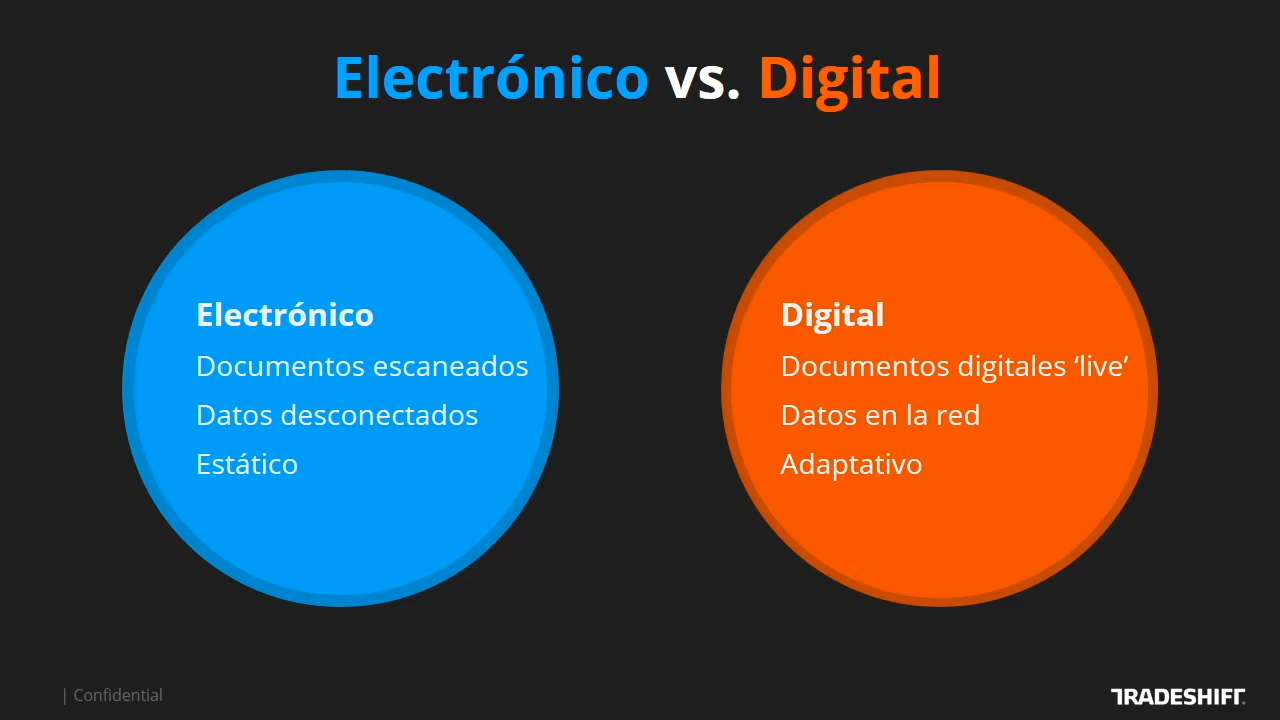 Electrónico vs. Digital
Electrónico
Documentos escaneados
Datos desconectados
Estático
Digital
Documentos digitales ‘live’
Datos en la red
Adaptativo
| Confidential
TRADESHIFT